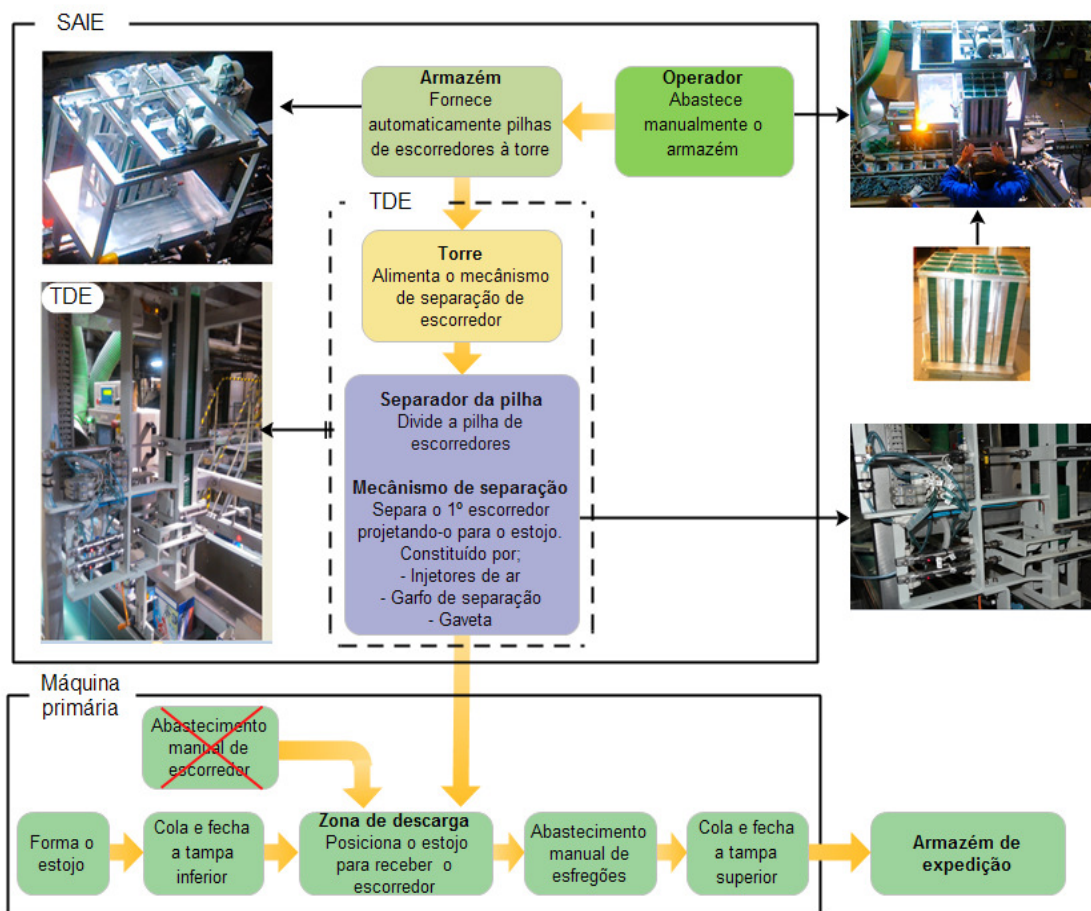 SAIE
Armazém
Fornece
automaticamente pilhas
de escorredores à torre
Operador
Abastece
manualmente o
armazém
TDE
Torre
Alimenta o mecânismo
de separação de
escorredor
TDE
Separador da pilha
Divide a pilha de
escorredores
Mecânismo de separação
Separa o 1º escorredor
projetando-o para o estojo.
Constituído por;
- Injetores de ar
- Garfo de separação
- Gaveta
Máquina
primária
Abastecimento
manual de
escorredor
Forma o
estojo
Cola e fecha
a tampa
inferior
Zona de descarga
Posiciona o estojo
para receber o
escorredor
Abastecimento
manual de
esfregões
Cola e fecha
a tampa
superior
Armazém de
expedição